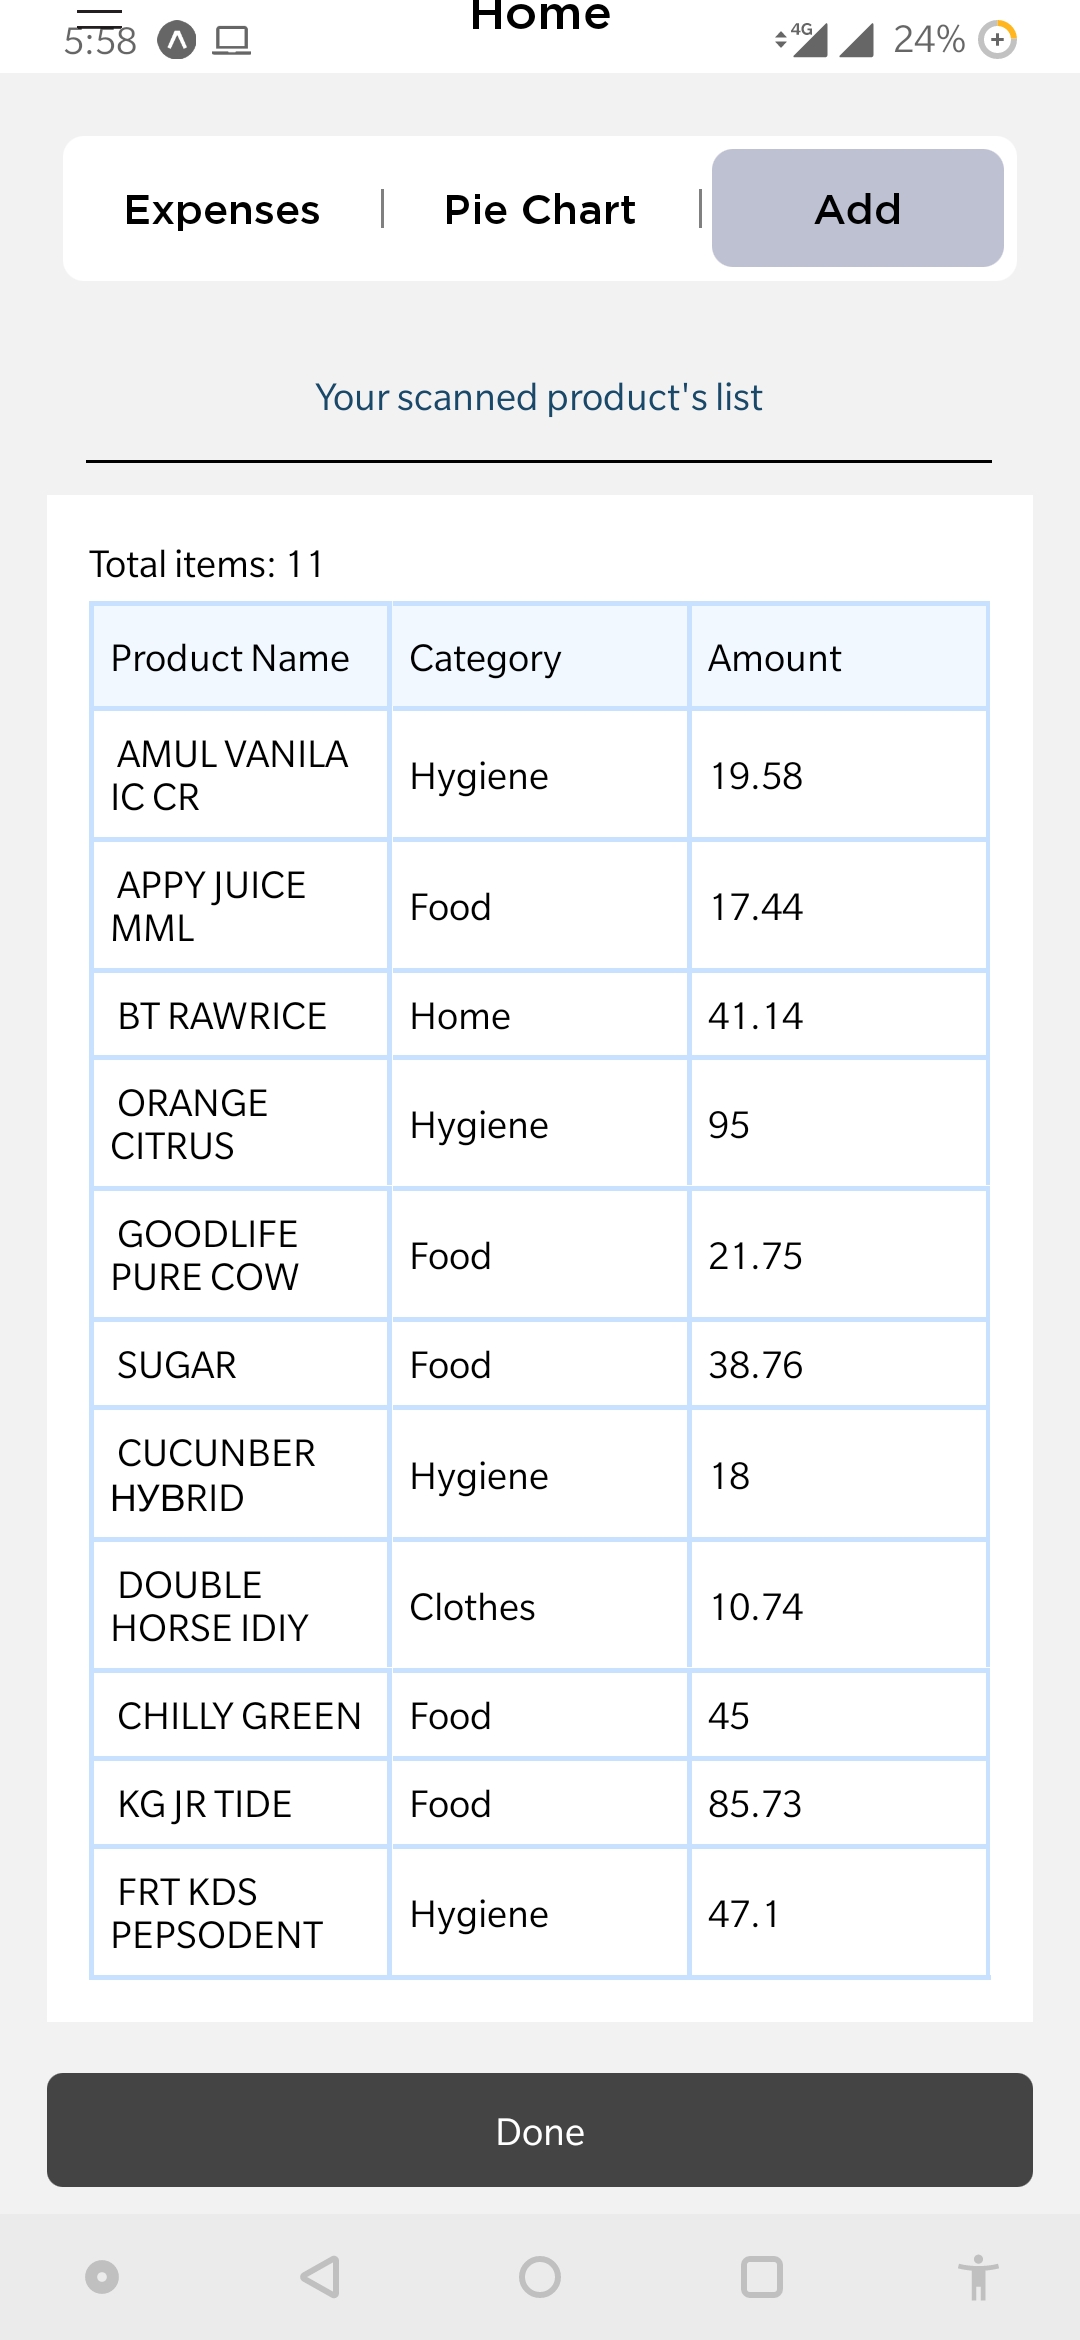 Home
5:58 4G 24%
Expenses | Pie Chart | Add
Your scanned product's list
Total items: 11
Product Name Category Amount
AMUL VANILA
IC CR Hygiene 19.58
APPY JUICE
MML Food 17.44
BT RAWRICE Home 41.14
ORANGE
CITRUS Hygiene 95
GOODLIFE
PURE COW Food 21.75
SUGAR Food 38.76
CUCUNBER
HУBRID Hygiene 18
DOUBLE
HORSE IDIY Clothes 10.74
CHILLY GREEN Food 45
KG JR TIDE Food 85.73
FRT KDS
PEPSODENT Hygiene 47.1
Done